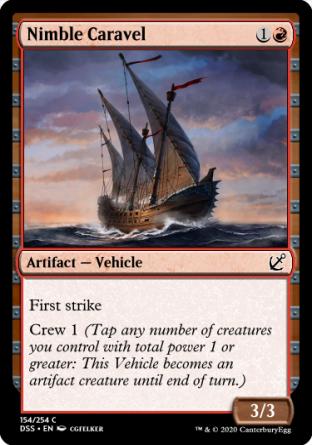 Nimble Caravel 1
Artifact — Vehicle
First strike
Crew 1 (Tap any number of creatures
you control with total power 1 or
greater: This Vehicle becomes an
artifact creature until end of turn.)
3/3
154/254 C
DSS • EN CGFELKER
™ & © 2020 CanterburyEgg